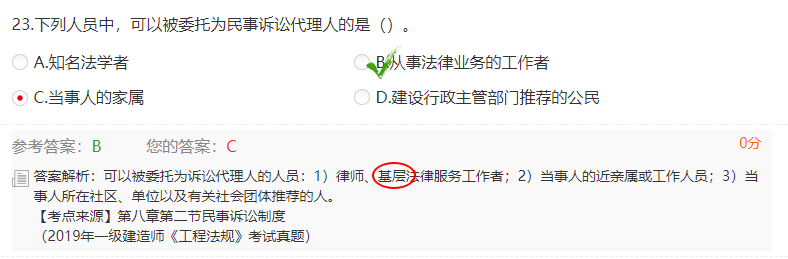 23.下列人员中，可以被委托为民事诉讼代理人的是（）。
A.知名法学者 B.从事法律业务的工作者
C.当事人的家属 D.建设行政主管部门推荐的公民
参考答案：B 您的答案：C 0分
答案解析：可以被委托为诉讼代理人的人员：1）律师、基层法律服务工作者；2）当事人的近亲属或工作人员；3）当
事人所在社区、单位以及有关社会团体推荐的人。
【考点来源】第八章第二节民事诉讼制度
（2019年一级建造师《工程法规》考试真题）